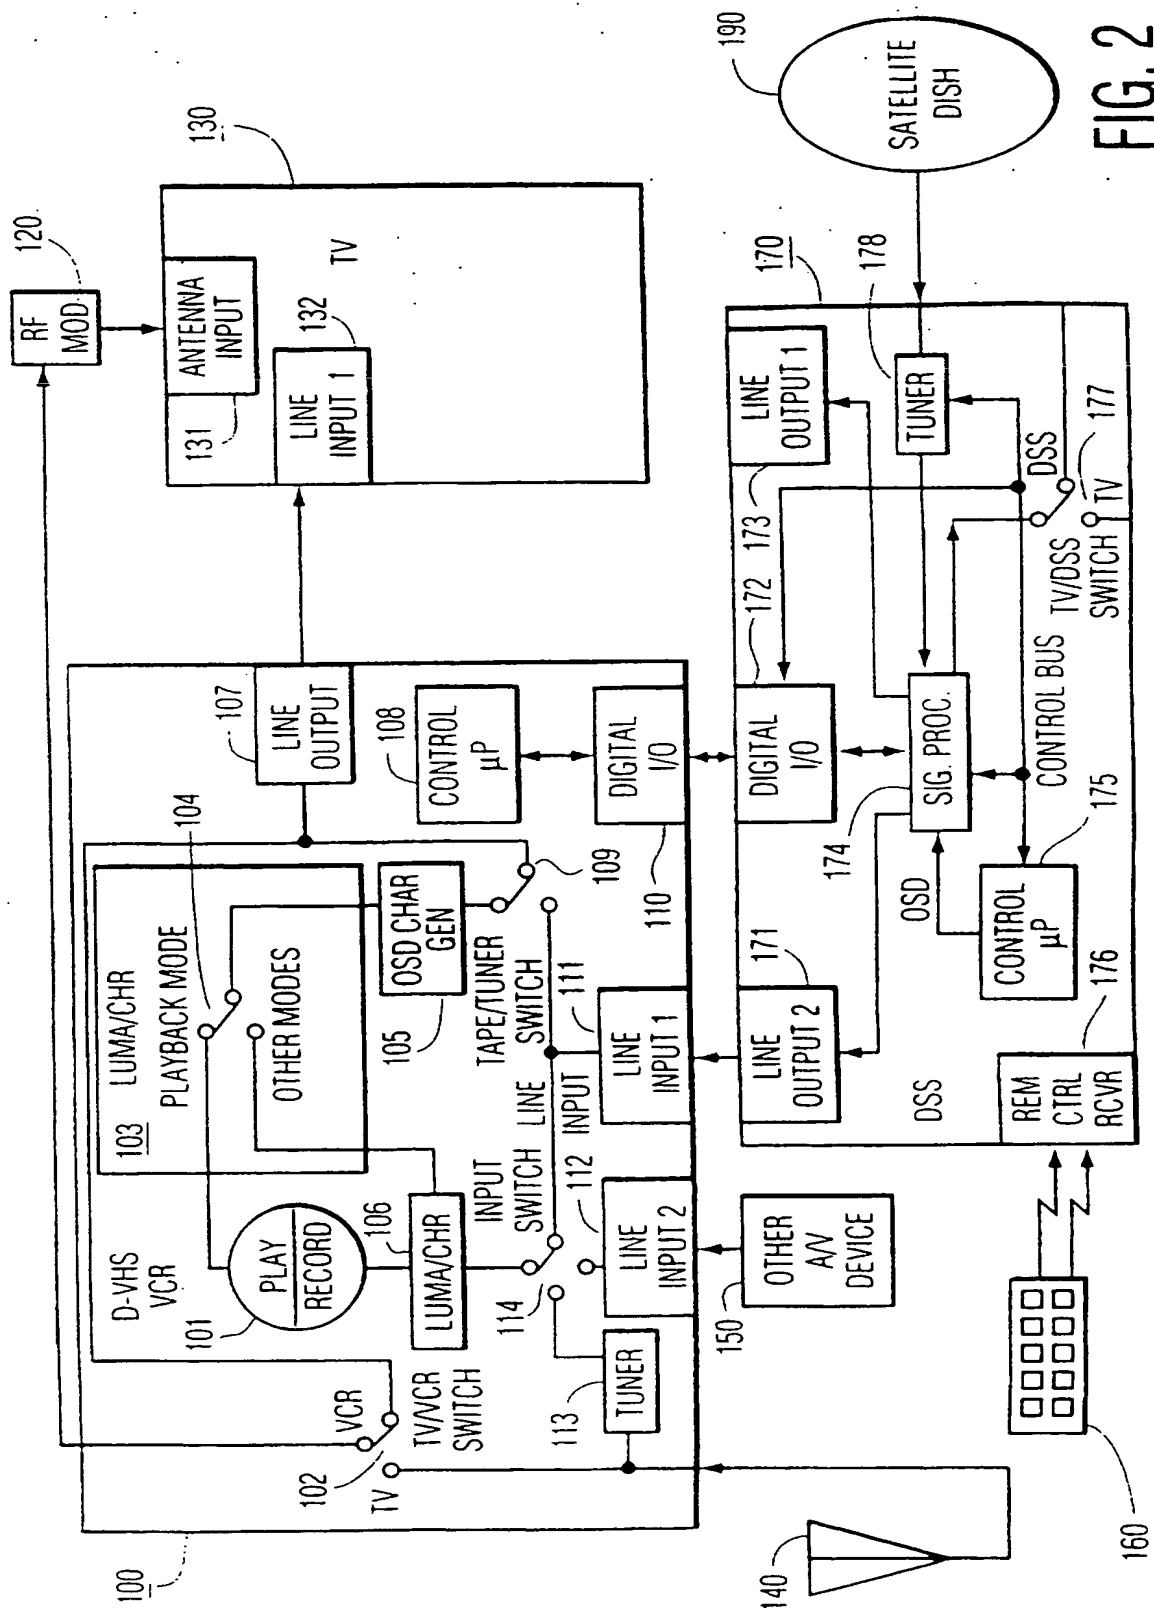 100
D-VHS
VCR
101
PLAY
RECORD
VCR
TV/VCR
SWITCH
102
TV
103
LUMA/CHR
PLAYBACK MODE
104
OTHER MODES
OSD CHAR
GEN
105
106
LUMA/CHR
INPUT
SWITCH
114
TUNER
113
LINE
INPUT
TAPE/TUNER
SWITCH
109
112
LINE
INPUT 2
111
LINE
INPUT 1
107
LINE
OUTPUT
108
CONTROL
µP
DIGITAL
I/O
110
RF
MOD
120
130
TV
ANTENNA
INPUT
131
LINE
INPUT 1
132
140
150
OTHER
A/V
DEVICE
160
170
DSS
REM
CTRL
RCVR
176
171
LINE
OUTPUT 2
172
DIGITAL
I/O
173
LINE
OUTPUT 1
174
SIG. PROC.
OSD
CONTROL
µP
175
CONTROL BUS
TV/DSS
SWITCH
DSS
TV
177
TUNER
178
190
SATELLITE
DISH
FIG. 2